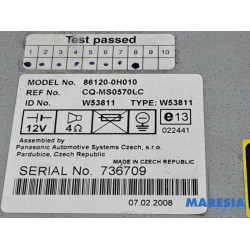 Test passed
1 2 3 4 5 6 7 8 9 10
MODEL No. 86120-0H010
REF No. CQ-MS0570LC
ID No. W53811 TYPE: W53811
12V 4Ω e13
022441
Assembled by
Panasonic Automotive Systems Czech, s.r.o.
Pardubice, Czech Republic
MADE IN CZECH REPUBLIC
SERIAL No. 736709
07.02.2008
MARESIA